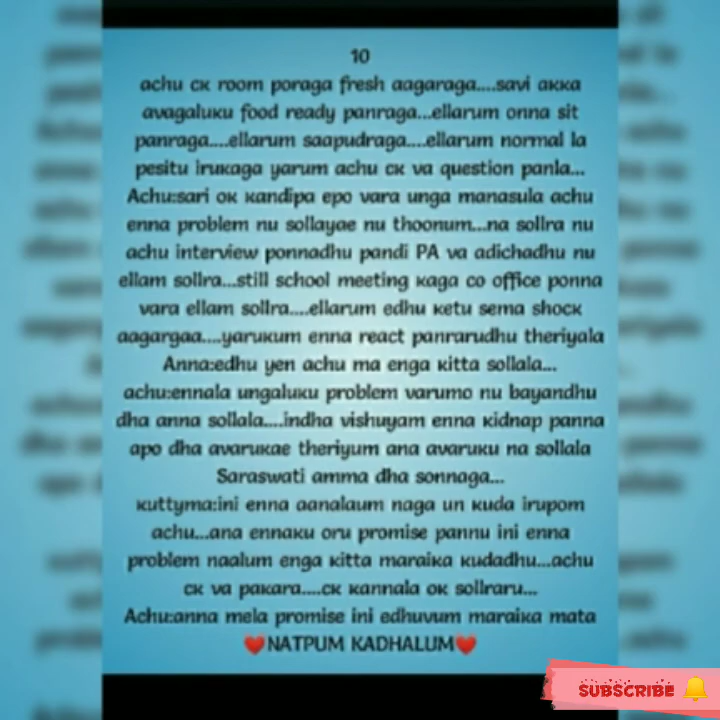 10
achu ck room poraga fresh aagaraga....savi akka
avagaluku food ready panraga...ellarum onna sit
panraga....ellarum saapudraga....ellarum normal la
pesitu irukaga yarum achu ck va question panla...
Achu:sari ok kandipa epo vara unga manasula achu
enna problem nu sollayae nu thoonum...na sollra nu
achu interview ponnadhu pandi PA va adichadhu nu
ellam sollra...still school meeting kaga co office ponna
vara ellam sollra....ellarum edhu ketu sema shock
aagargaa....yarukum enna react panrarudhu theriyala
Anna:edhu yen achu ma enga kitta sollala...
achu:ennala ungaluku problem varumo nu bayandhu
dha anna sollala....indha vishuyam enna kidnap panna
apo dha avarukae theriyum ana avaruku na sollala
Saraswati amma dha sonnaga...
kuttyma:ini enna aanalaum naga un kuda irupom
achu...ana ennaku oru promise pannu ini enna
problem naalum enga kitta maraika kudadhu...achu
ck va pakara....ck kannala ok sollraru...
Achu:anna mela promise ini edhuvum maraika mata
❤️NATPUM KADHALUM❤️
SUBSCRIBE